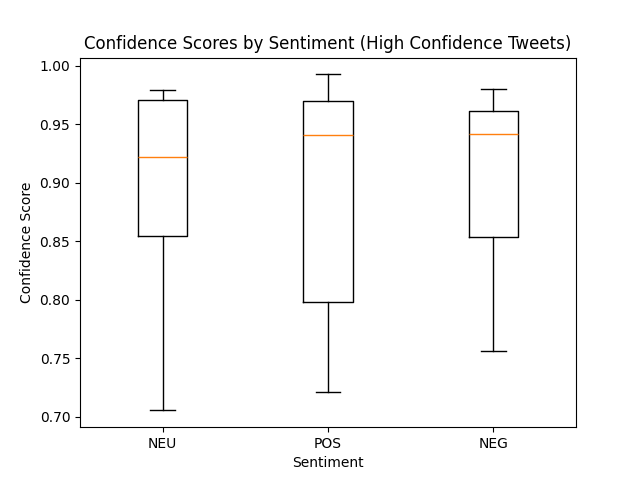 Confidence Scores by Sentiment (High Confidence Tweets)
Confidence Score
1.00
0.95
0.90
0.85
0.80
0.75
0.70
NEU POS NEG
Sentiment